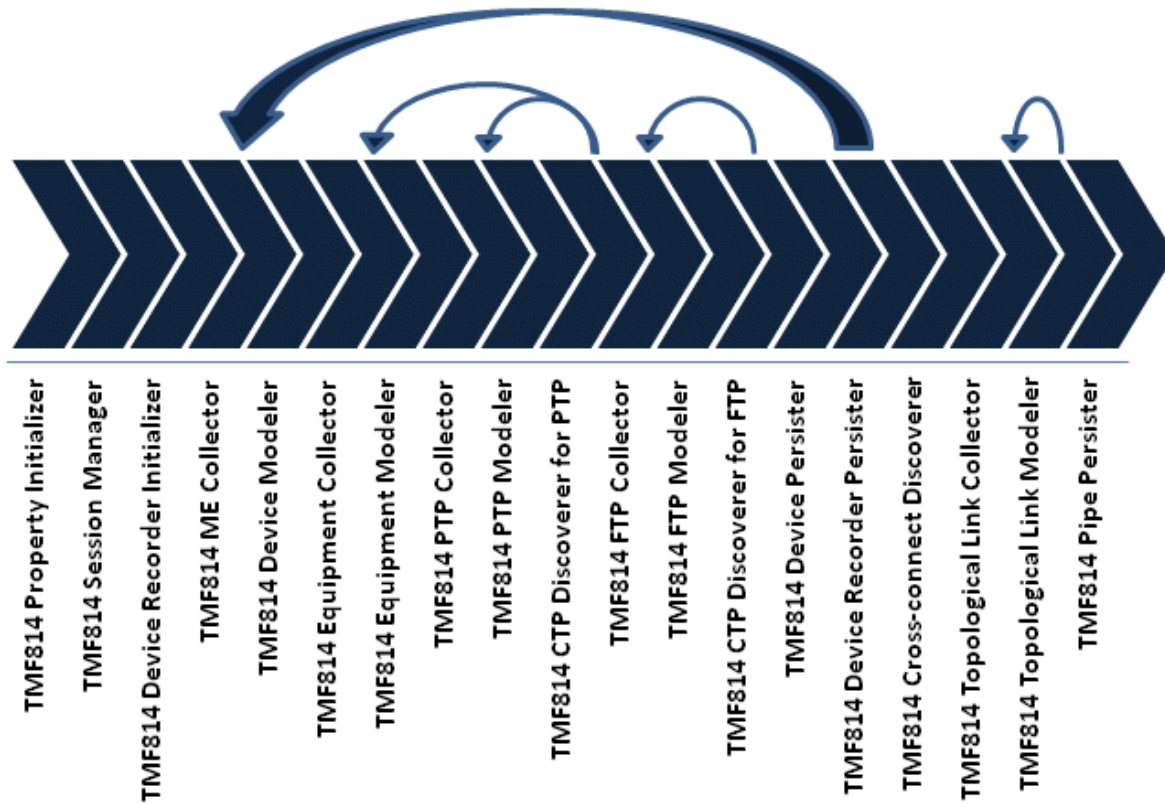 TMF814 Property Initializer
TMF814 Session Manager
TMF814 Device Recorder Initializer
TMF814 ME Collector
TMF814 Device Modeler
TMF814 Equipment Collector
TMF814 Equipment Modeler
TMF814 PTP Collector
TMF814 PTP Modeler
TMF814 CTP Discoverer for PTP
TMF814 FTP Collector
TMF814 FTP Modeler
TMF814 CTP Discoverer for FTP
TMF814 Device Persister
TMF814 Device Recorder Persister
TMF814 Cross-connect Discoverer
TMF814 Topological Link Collector
TMF814 Topological Link Modeler
TMF814 Pipe Persister